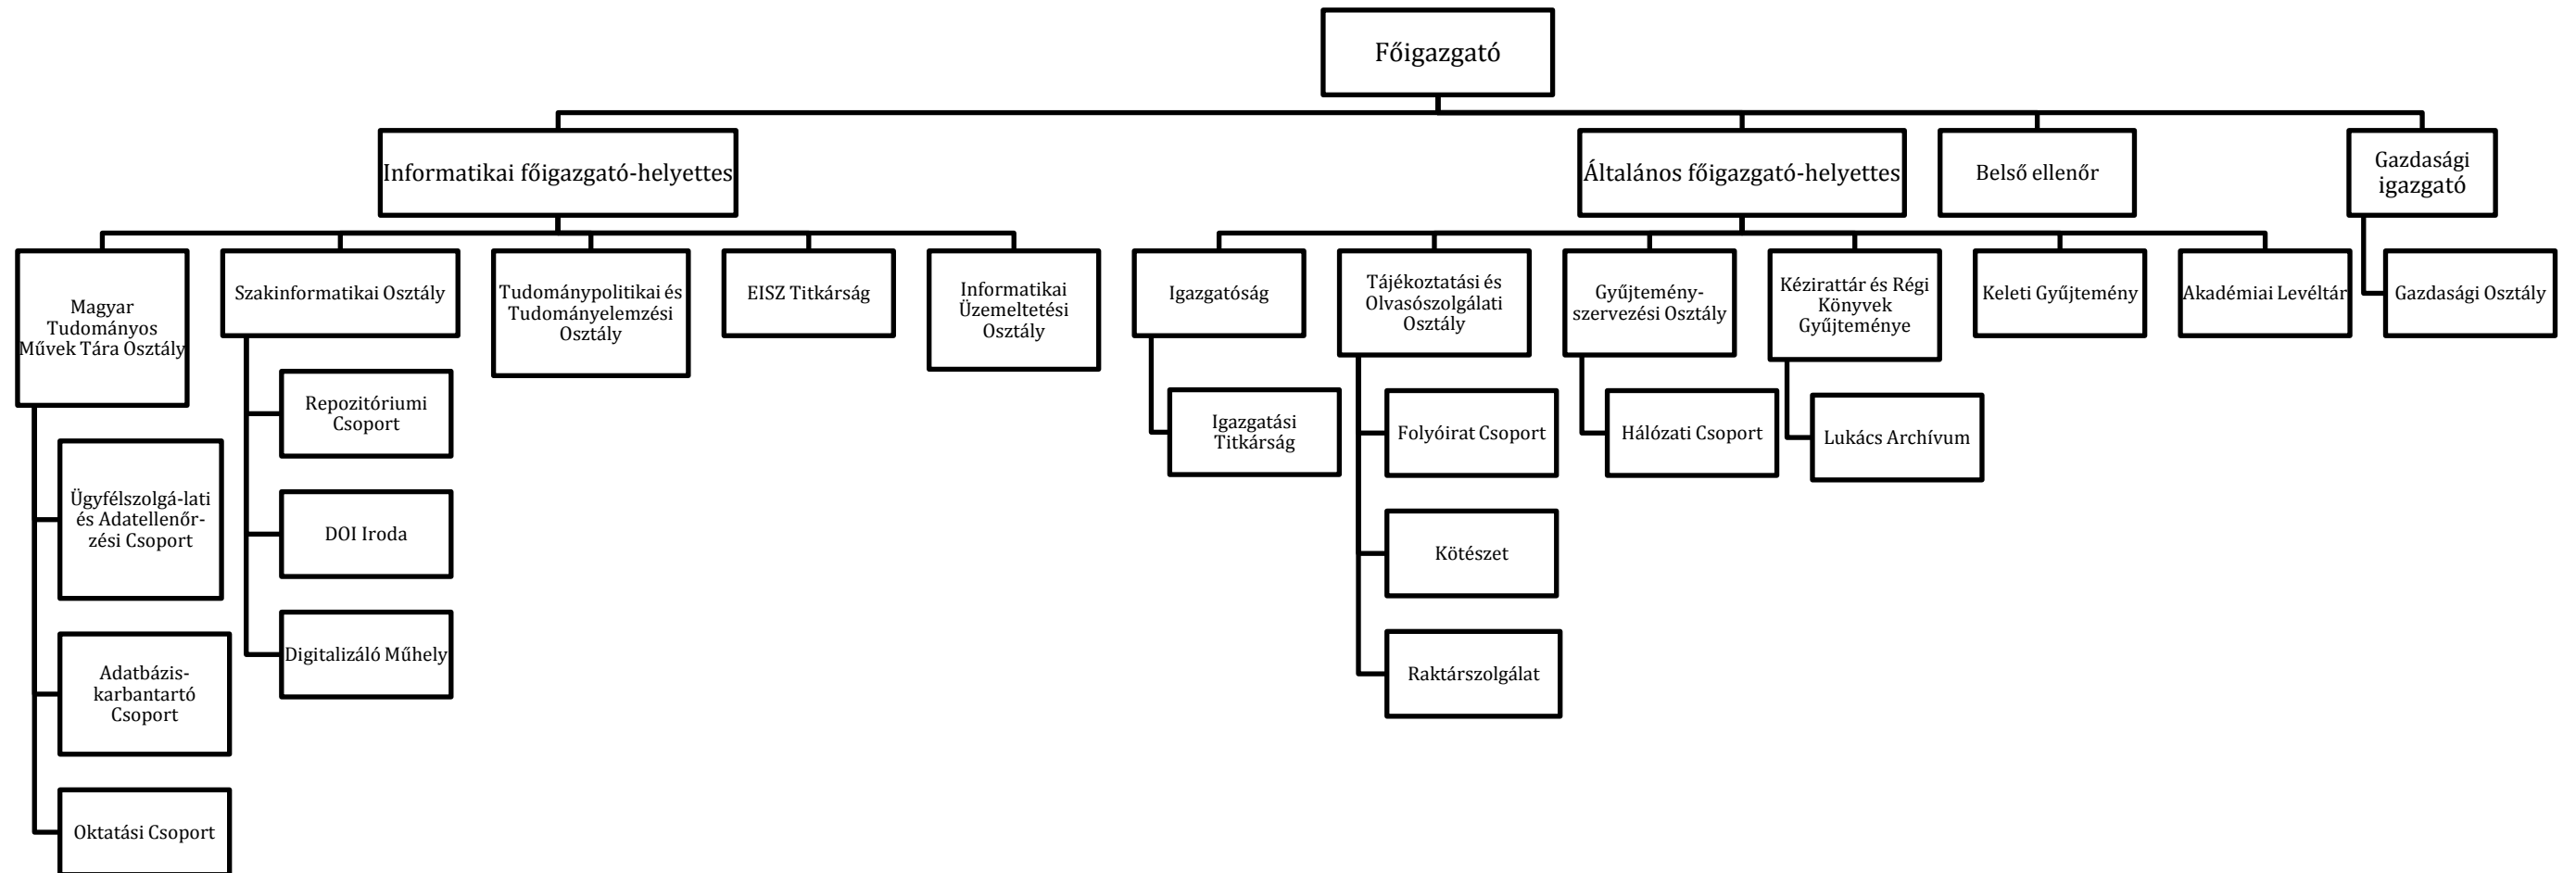 Főigazgató
Informatikai főigazgató-helyettes
Általános főigazgató-helyettes
Belső ellenőr
Gazdasági
igazgató
Magyar
Tudományos
Művek Tára Osztály
Szakinformatikai Osztály
Tudománypolitikai és
Tudományelemzési
Osztály
EISZ Titkárság
Informatikai
Üzemeltetési
Osztály
Igazgatóság
Tájékoztatási és
Olvasószolgálati
Osztály
Gyűjtemény-
szervezési Osztály
Kézirattár és Régi
Könyvek
Gyűjteménye
Keleti Gyűjtemény
Akadémiai Levéltár
Gazdasági Osztály
Ügyfélszolgá-lati
és Adatellenőr-
zési Csoport
Adatbázis-
karbantartó
Csoport
Oktatási Csoport
Repozitóriumi
Csoport
DOI Iroda
Digitalizáló Műhely
Igazgatási
Titkárság
Folyóirat Csoport
Kötészet
Raktárszolgálat
Hálózati Csoport
Lukács Archívum